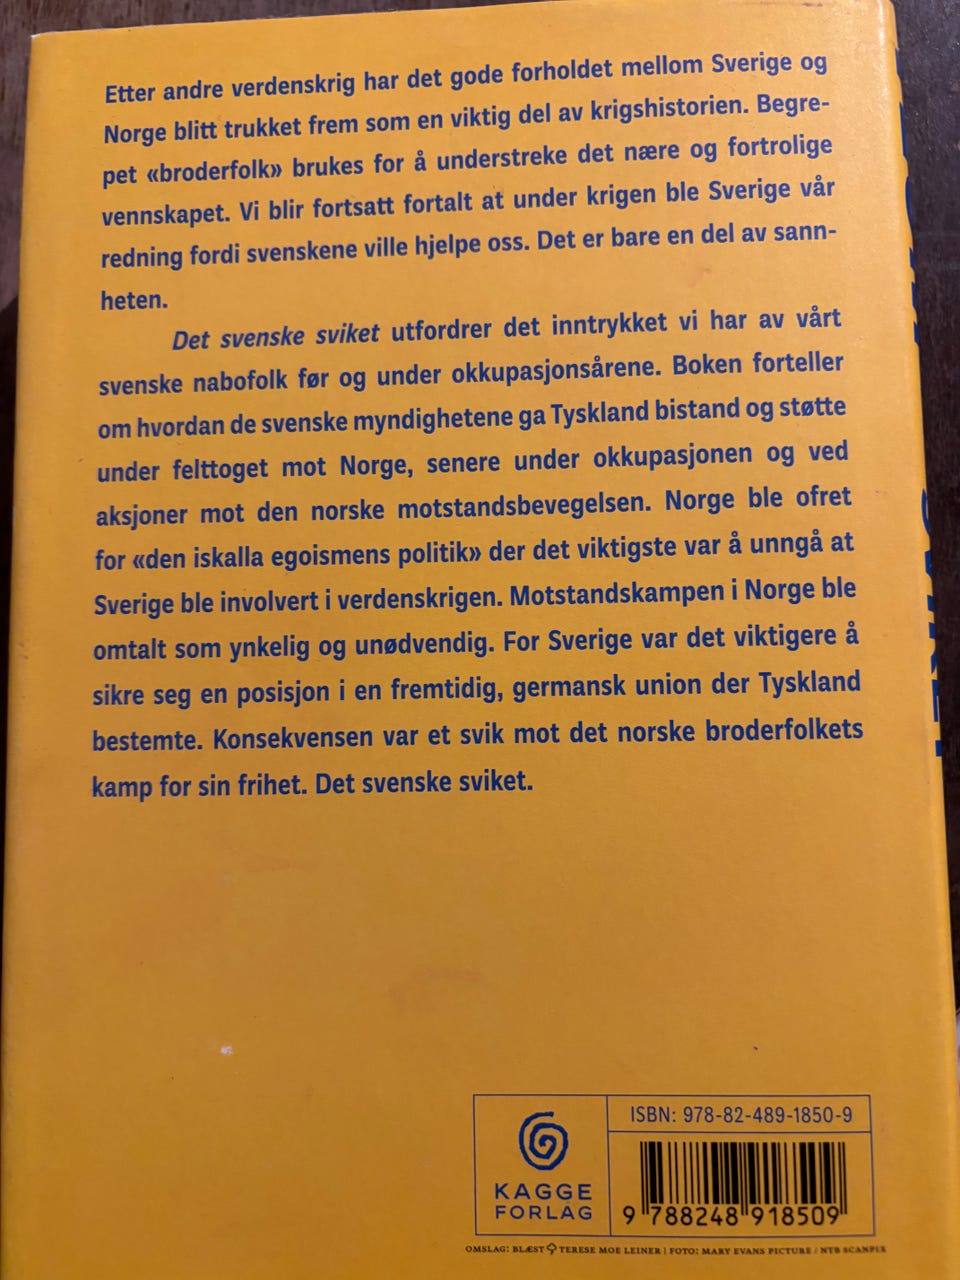 Etter andre verdenskrig har det gode forholdet mellom Sverige og
Norge blitt trukket frem som en viktig del av krigshistorien. Begre-
pet «broderfolk» brukes for å understreke det nære og fortrolige
vennskapet. Vi blir fortsatt fortalt at under krigen ble Sverige vår
redning fordi svenskene ville hjelpe oss. Det er bare en del av sann-
heten.
Det svenske sviket utfordrer det inntrykket vi har av vårt
svenske nabofolk før og under okkupasjonsårene. Boken forteller
om hvordan de svenske myndighetene ga Tyskland bistand og støtte
under felttoget mot Norge, senere under okkupasjonen og ved
aksjoner mot den norske motstandsbevegelsen. Norge ble ofret
for «den iskalla egoismens politik» der det viktigste var å unngå at
Sverige ble involvert i verdenskrigen. Motstandskampen i Norge ble
omtalt som ynkelig og unødvendig. For Sverige var det viktigere å
sikre seg en posisjon i en fremtidig, germansk union der Tyskland
bestemte. Konsekvensen var et svik mot det norske broderfolkets
kamp for sin frihet. Det svenske sviket.
KAGGE
FORLAG
ISBN: 978-82-489-1850-9
9 788248 918509
OMSLAG: BLÆST TERESE MOE LEINER | FOTO: MARY EVANS PICTURE / NTB SCANPIX